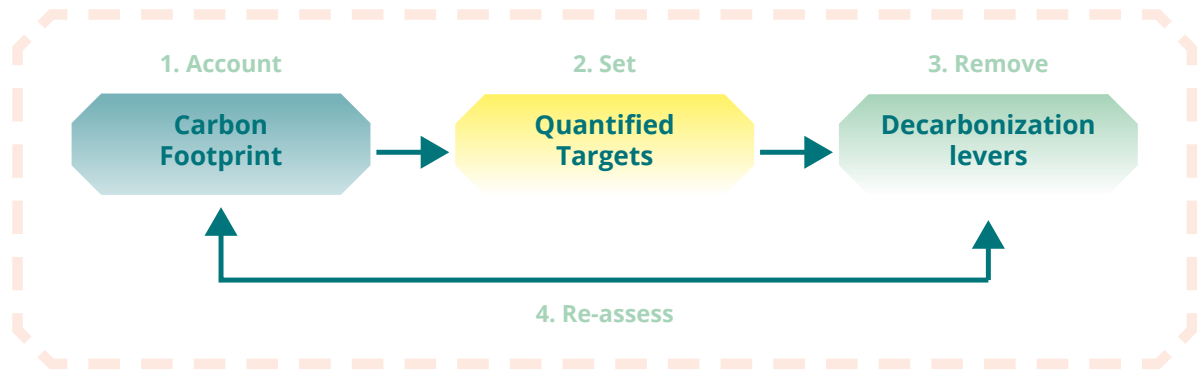 1. Account
2. Set
3. Remove
Carbon
Footprint
Quantified
Targets
Decarbonization
levers
4. Re-assess